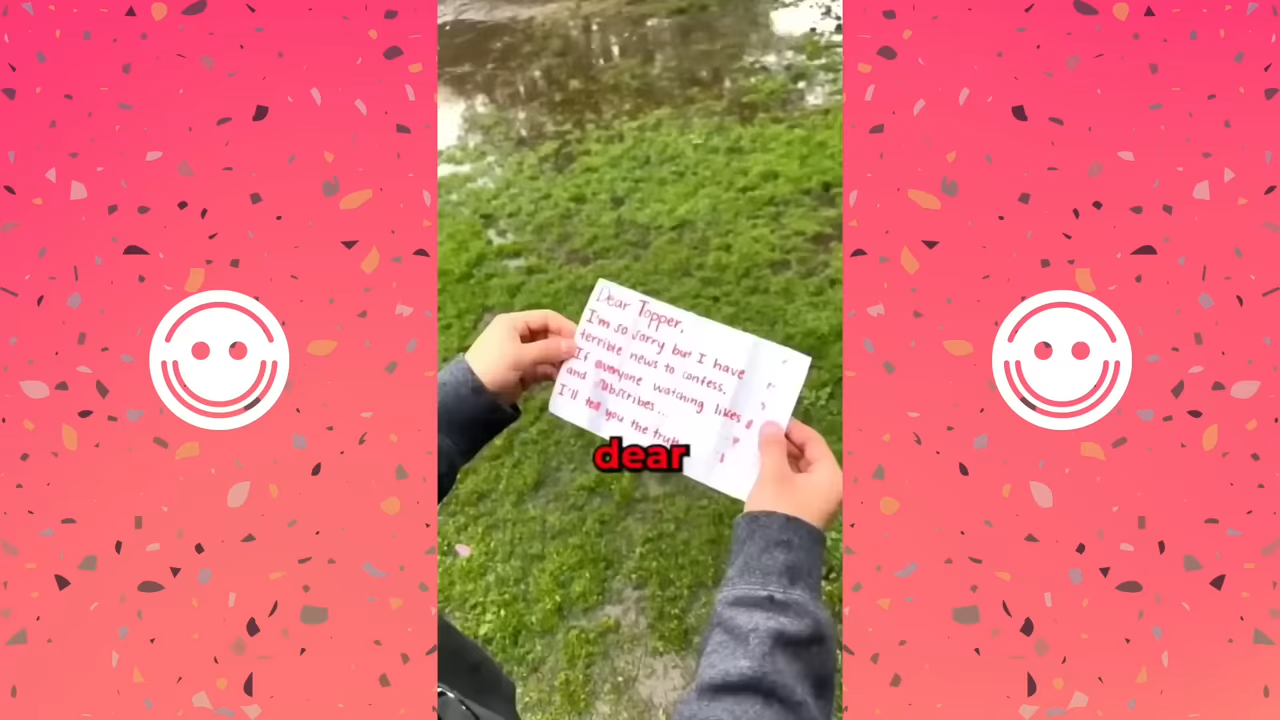 Dear Topper,
I'm so sorry but I have
terrible news to confess.
If everyone watching likes
and subscribes...
I'll tell you the truth
dear